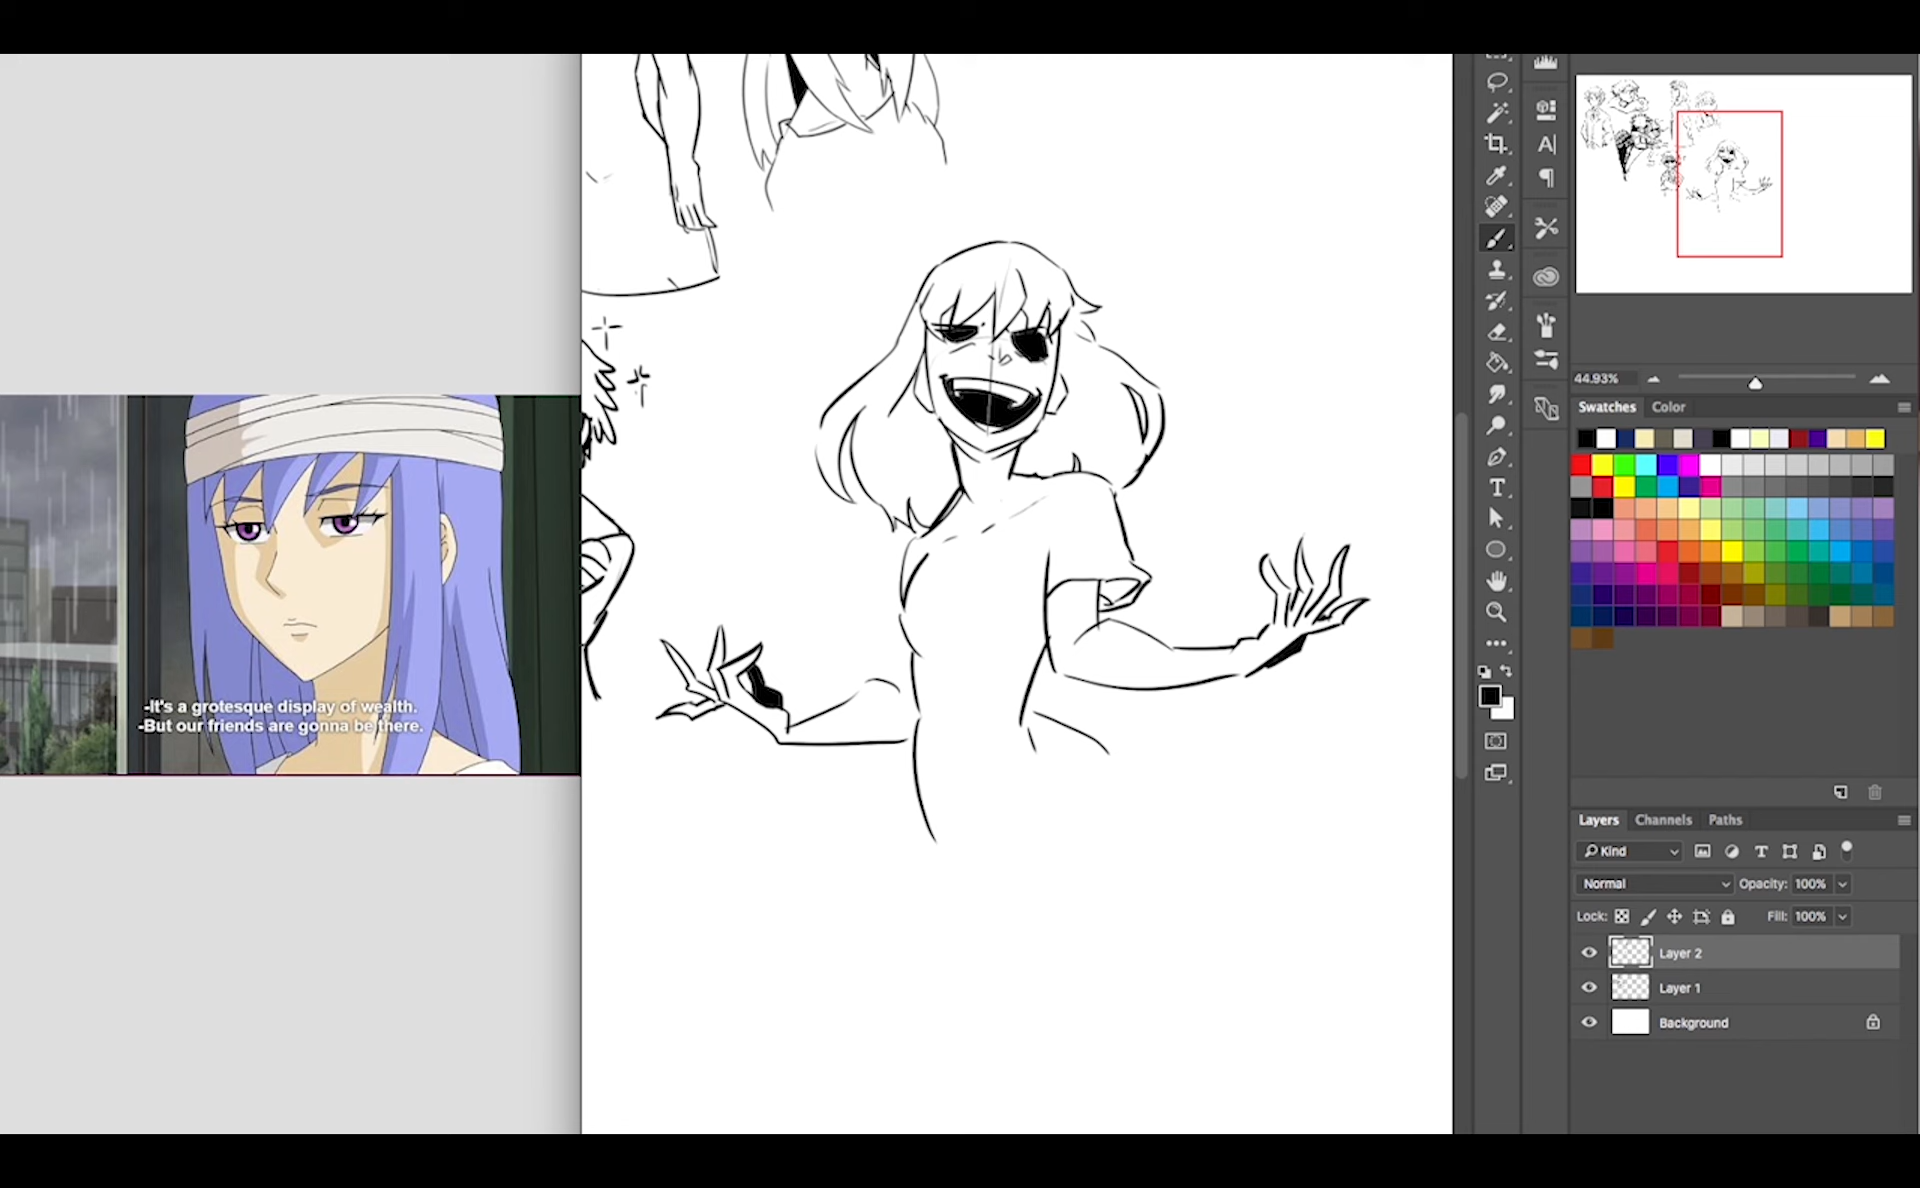 -It's a grotesque display of wealth.
-But our friends are gonna be there.
44.93%
Swatches Color
Layers Channels Paths
Kind
Normal Opacity: 100%
Lock: Fill: 100%
Layer 2
Layer 1
Background